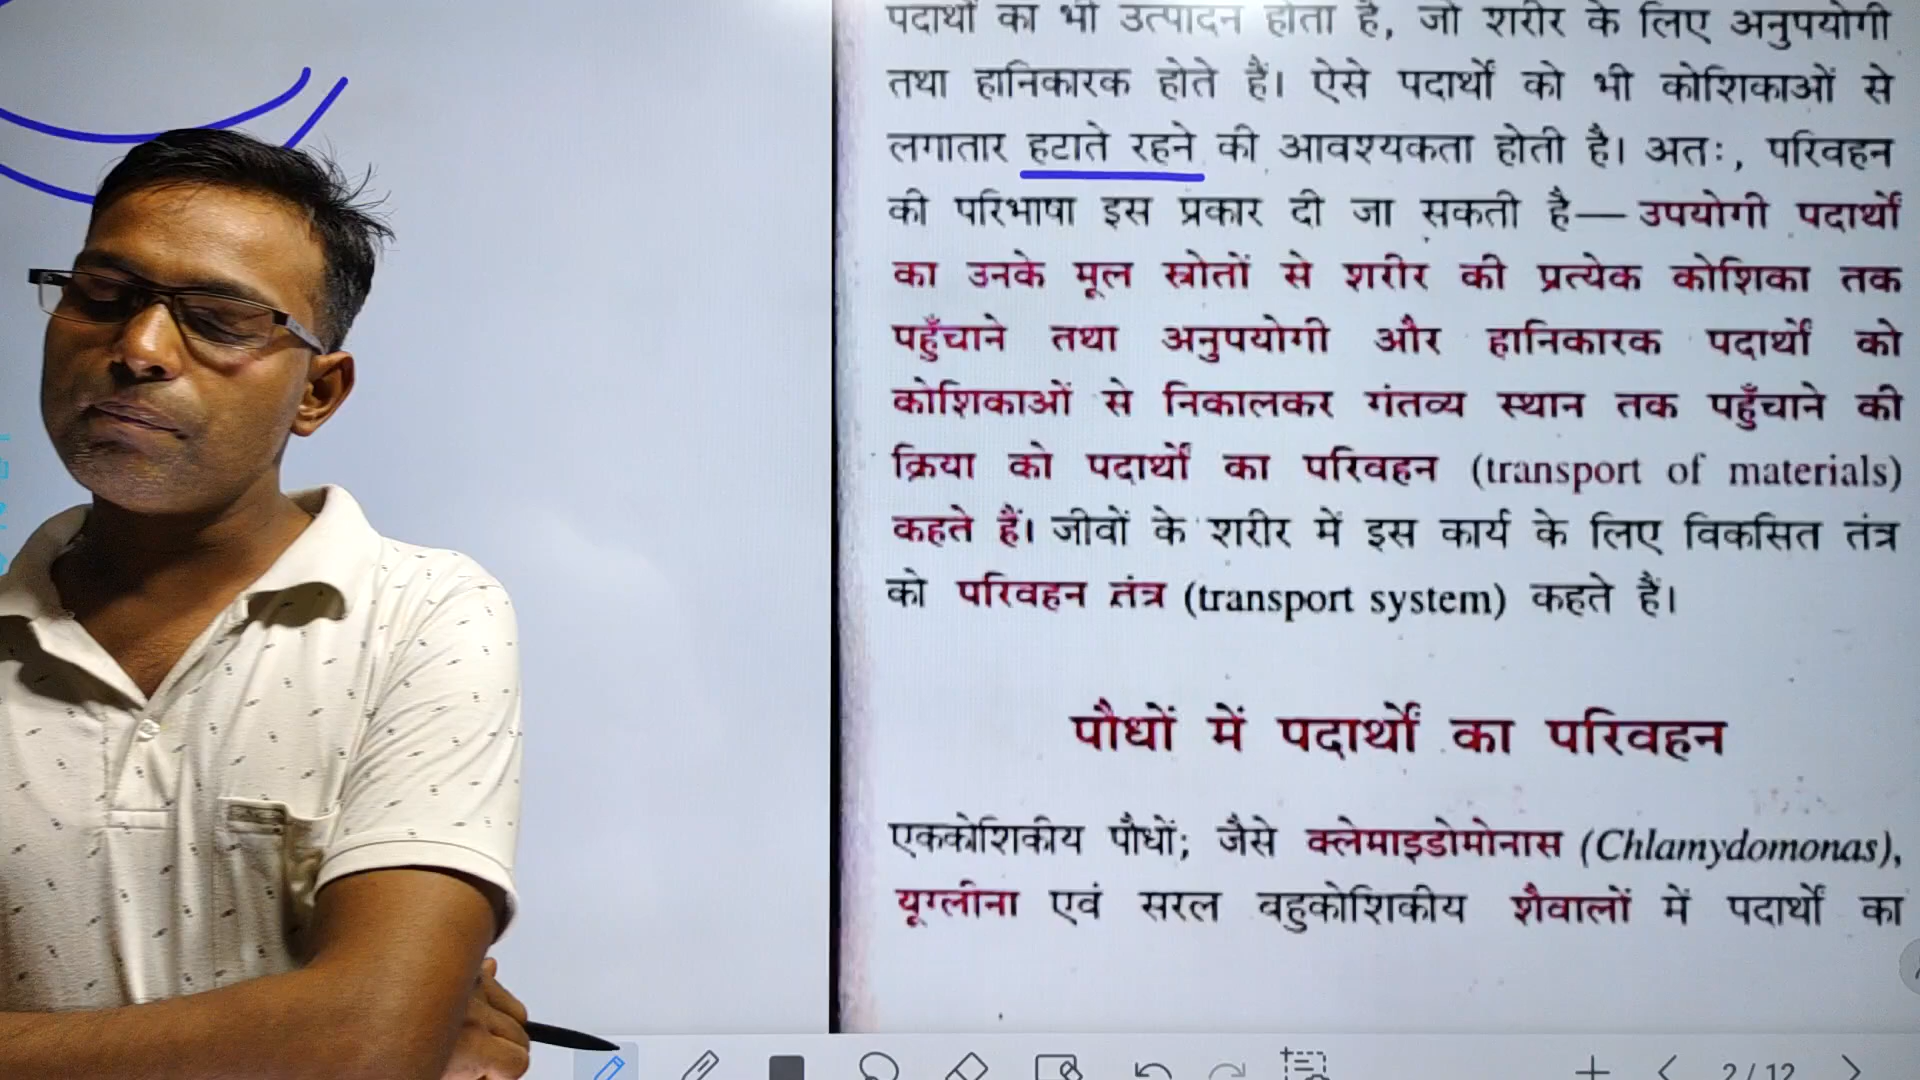 पदार्थों का भी उत्पादन होता है, जो शरीर के लिए अनुपयोगी
तथा हानिकारक होते हैं। ऐसे पदार्थों को भी कोशिकाओं से
लगातार हटाते रहने की आवश्यकता होती है। अतः, परिवहन
की परिभाषा इस प्रकार दी जा सकती है— उपयोगी पदार्थों
का उनके मूल स्त्रोतों से शरीर की प्रत्येक कोशिका तक
पहुँचाने तथा अनुपयोगी और हानिकारक पदार्थों को
कोशिकाओं से निकालकर गंतव्य स्थान तक पहुँचाने की
क्रिया को पदार्थों का परिवहन (transport of materials)
कहते हैं। जीवों के शरीर में इस कार्य के लिए विकसित तंत्र
को परिवहन तंत्र (transport system) कहते हैं।
पौधों में पदार्थों का परिवहन
एककोशिकीय पौधों; जैसे क्लेमाइडोमोनास (Chlamydomonas),
यूग्लीना एवं सरल बहुकोशिकीय शैवालों में पदार्थों का
2/12